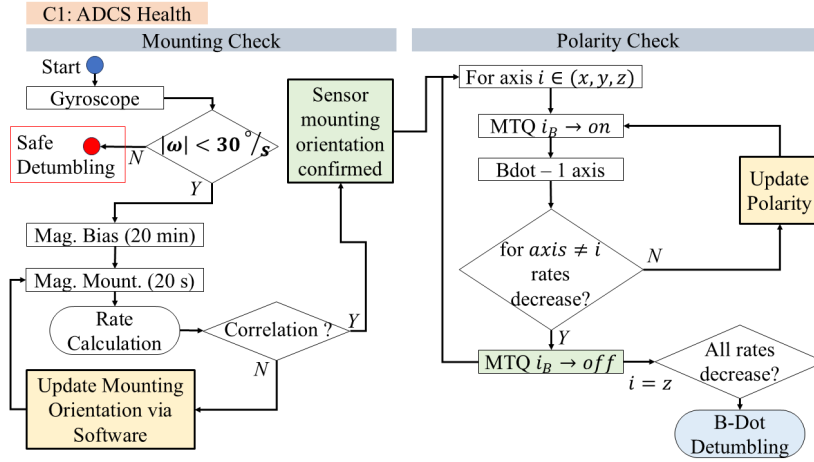 C1: ADCS Health
Mounting Check
Start
Gyroscope
|ω| < 30 °/s
Safe
Detumbling
N
Y
Mag. Bias (20 min)
Mag. Mount. (20 s)
Rate
Calculation
Correlation ?
Y
N
Update Mounting
Orientation via
Software
Sensor
mounting
orientation
confirmed
Polarity Check
For axis i ∈ (x, y, z)
MTQ i_B → on
Bdot – 1 axis
for axis ≠ i
rates
decrease?
N
Update
Polarity
Y
MTQ i_B → off
i = z
All rates
decrease?
B-Dot
Detumbling